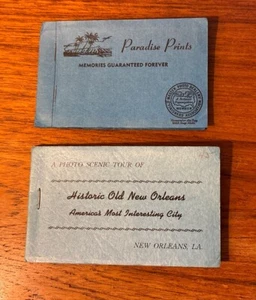 Paradise Prints
MEMORIES GUARANTEED FOREVER
A PHOTO SCENIC TOUR OF
Historic Old New Orleans
America's Most Interesting City
NEW ORLEANS, LA.